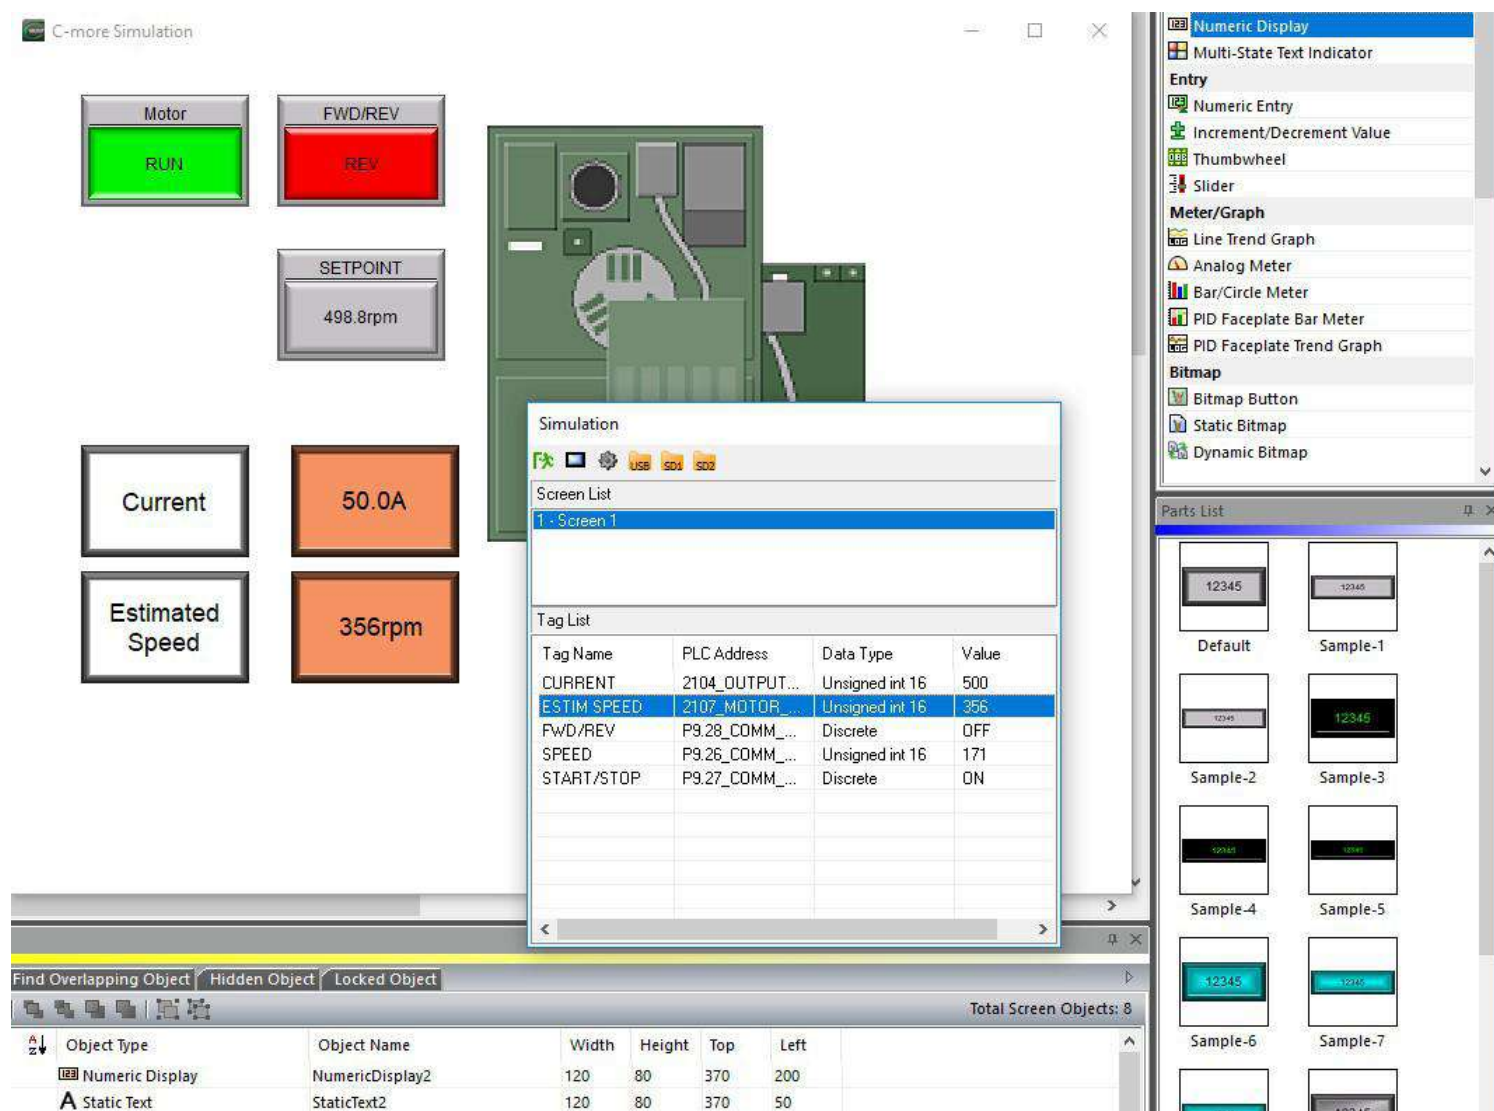 C-more Simulation
Motor
RUN
FWD/REV
REV
SETPOINT
498.8rpm
Current
50.0A
Estimated
Speed
356rpm
Simulation
USB SD1 SD2
Screen List
1 - Screen 1
Tag List
Tag Name PLC Address Data Type Value
CURRENT 2104_OUTPUT... Unsigned int 16 500
ESTIM SPEED 2107_MOTOR_... Unsigned int 16 356
FWD/REV P9.28_COMM_... Discrete OFF
SPEED P9.26_COMM_... Unsigned int 16 171
START/STOP P9.27_COMM_... Discrete ON
Numeric Display
Multi-State Text Indicator
Entry
Numeric Entry
Increment/Decrement Value
Thumbwheel
Slider
Meter/Graph
Line Trend Graph
Analog Meter
Bar/Circle Meter
PID Faceplate Bar Meter
PID Faceplate Trend Graph
Bitmap
Bitmap Button
Static Bitmap
Dynamic Bitmap
Parts List
12345 12345
Default Sample-1
12345 12345
Sample-2 Sample-3
12345 12345
Sample-4 Sample-5
12345 12345
Sample-6 Sample-7
Find Overlapping Object Hidden Object Locked Object
Total Screen Objects: 8
Object Type Object Name Width Height Top Left
Numeric Display NumericDisplay2 120 80 370 200
A Static Text StaticText2 120 80 370 50